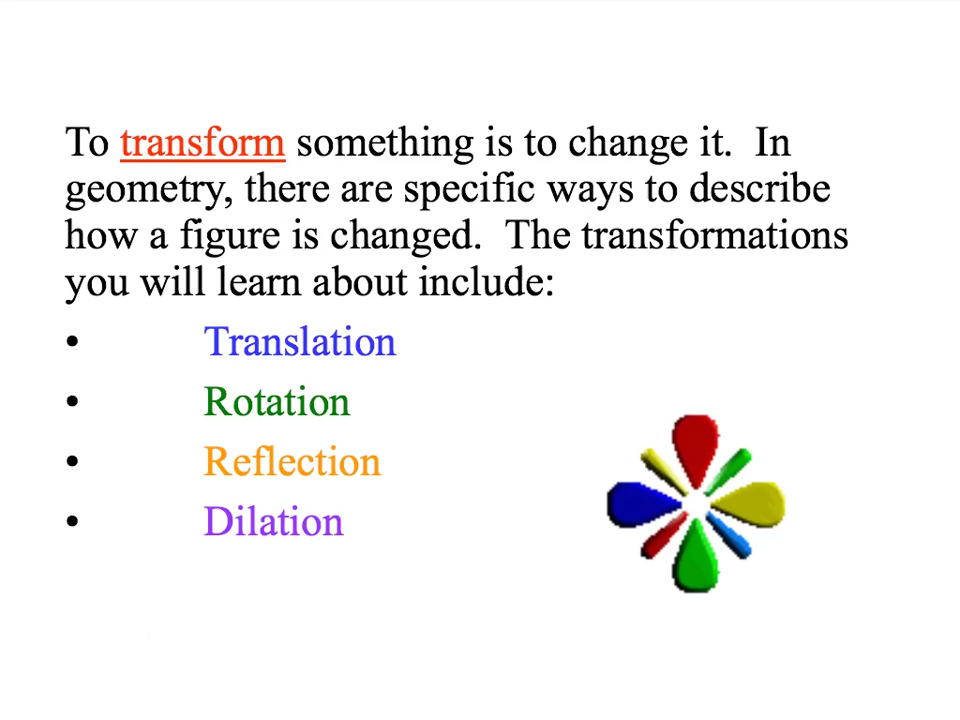 To transform something is to change it.  In
geometry, there are specific ways to describe
how a figure is changed.  The transformations
you will learn about include:
• Translation
• Rotation
• Reflection
• Dilation